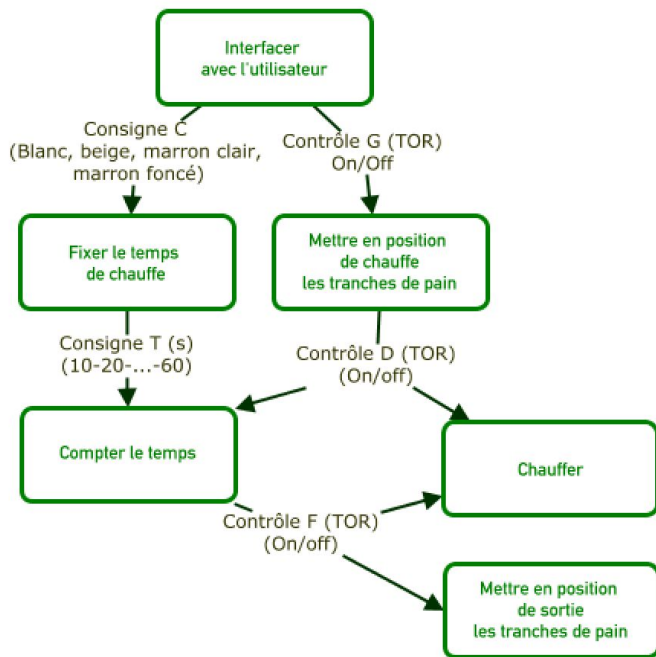 Interfacer
avec l'utilisateur
Consigne C
(Blanc, beige, marron clair,
marron foncé)
Contrôle G (TOR)
On/Off
Fixer le temps
de chauffe
Mettre en position
de chauffe
les tranches de pain
Consigne T (s)
(10-20-...-60)
Contrôle D (TOR)
(On/off)
Compter le temps
Chauffer
Contrôle F (TOR)
(On/off)
Mettre en position
de sortie
les tranches de pain